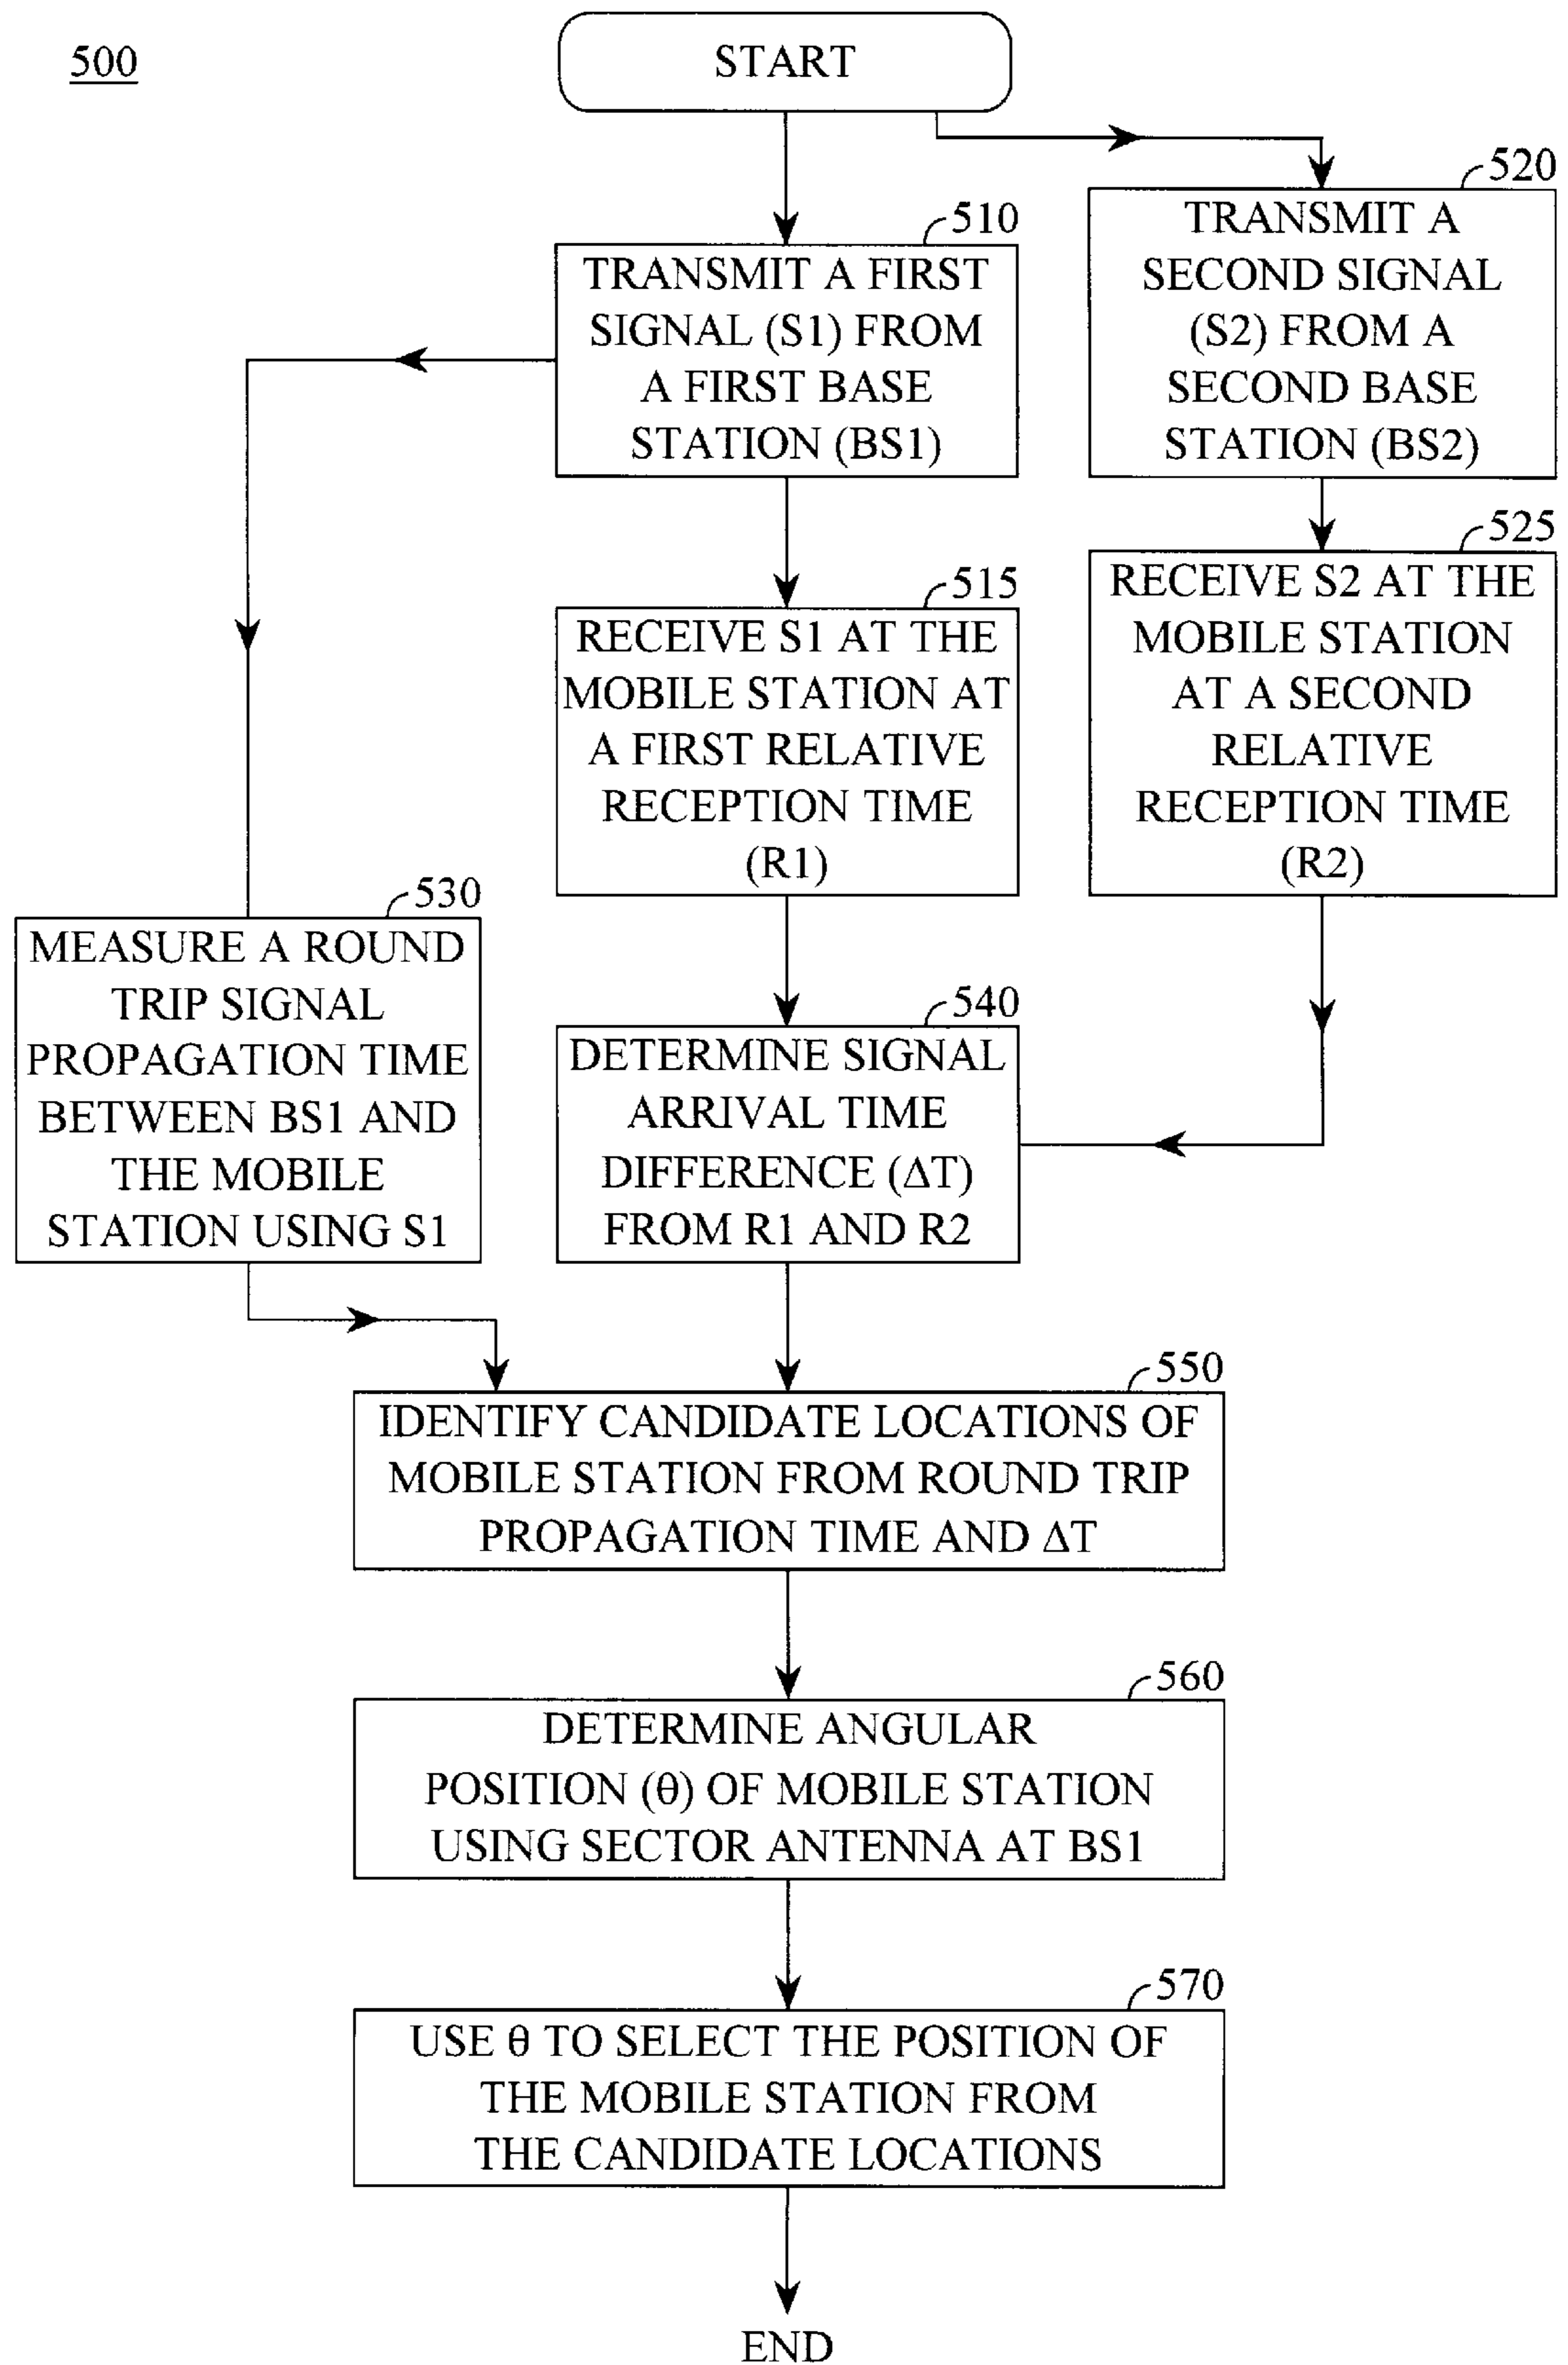 500
START
510
TRANSMIT A FIRST
SIGNAL (S1) FROM
A FIRST BASE
STATION (BS1)
520
TRANSMIT A
SECOND SIGNAL
(S2) FROM A
SECOND BASE
STATION (BS2)
515
RECEIVE S1 AT THE
MOBILE STATION AT
A FIRST RELATIVE
RECEPTION TIME
(R1)
525
RECEIVE S2 AT THE
MOBILE STATION
AT A SECOND
RELATIVE
RECEPTION TIME
(R2)
530
MEASURE A ROUND
TRIP SIGNAL
PROPAGATION TIME
BETWEEN BS1 AND
THE MOBILE
STATION USING S1
540
DETERMINE SIGNAL
ARRIVAL TIME
DIFFERENCE (ΔT)
FROM R1 AND R2
550
IDENTIFY CANDIDATE LOCATIONS OF
MOBILE STATION FROM ROUND TRIP
PROPAGATION TIME AND ΔT
560
DETERMINE ANGULAR
POSITION (θ) OF MOBILE STATION
USING SECTOR ANTENNA AT BS1
570
USE θ TO SELECT THE POSITION OF
THE MOBILE STATION FROM
THE CANDIDATE LOCATIONS
END